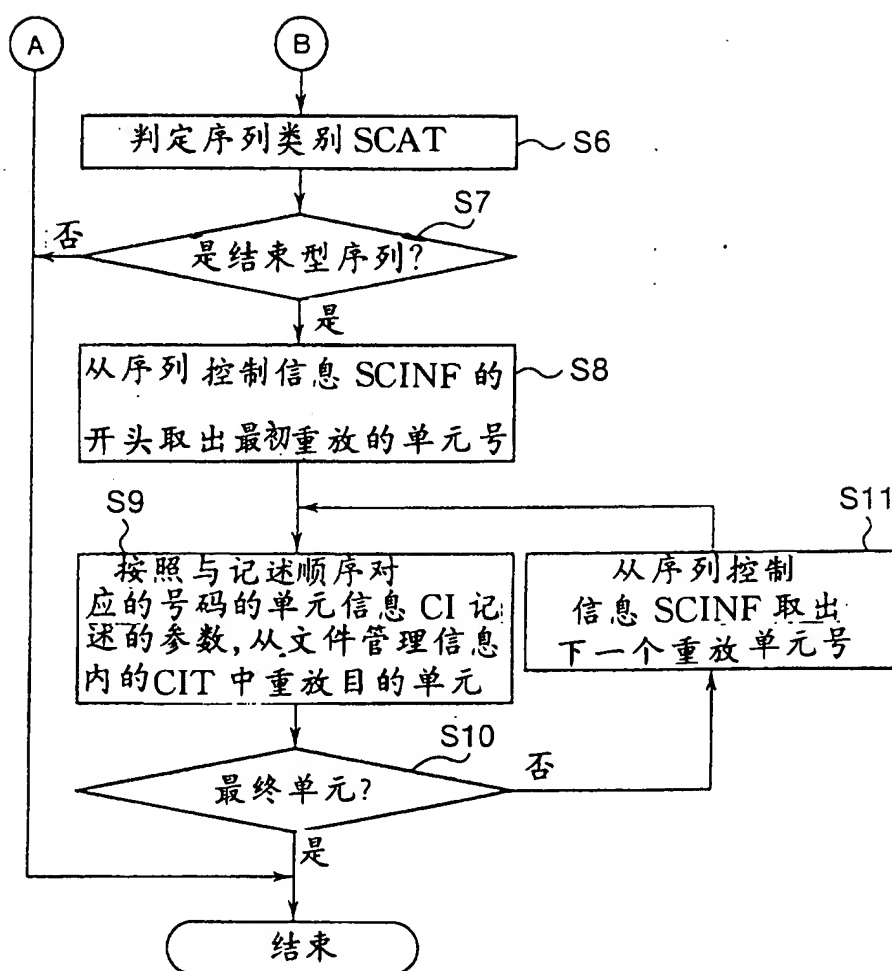 A
B
判定序列类别 SCAT
S6
S7
否
是结束型序列?
是
从序列控制信息 SCINF 的
开头取出最初重放的单元号
S8
S9
按照与记述顺序对
应的号码的单元信息 CI 记
述的参数,从文件管理信息
内的CIT 中重放目的单元
S11
从序列控制
信息 SCINF 取出
下一个重放单元号
S10
最终单元?
否
是
结束